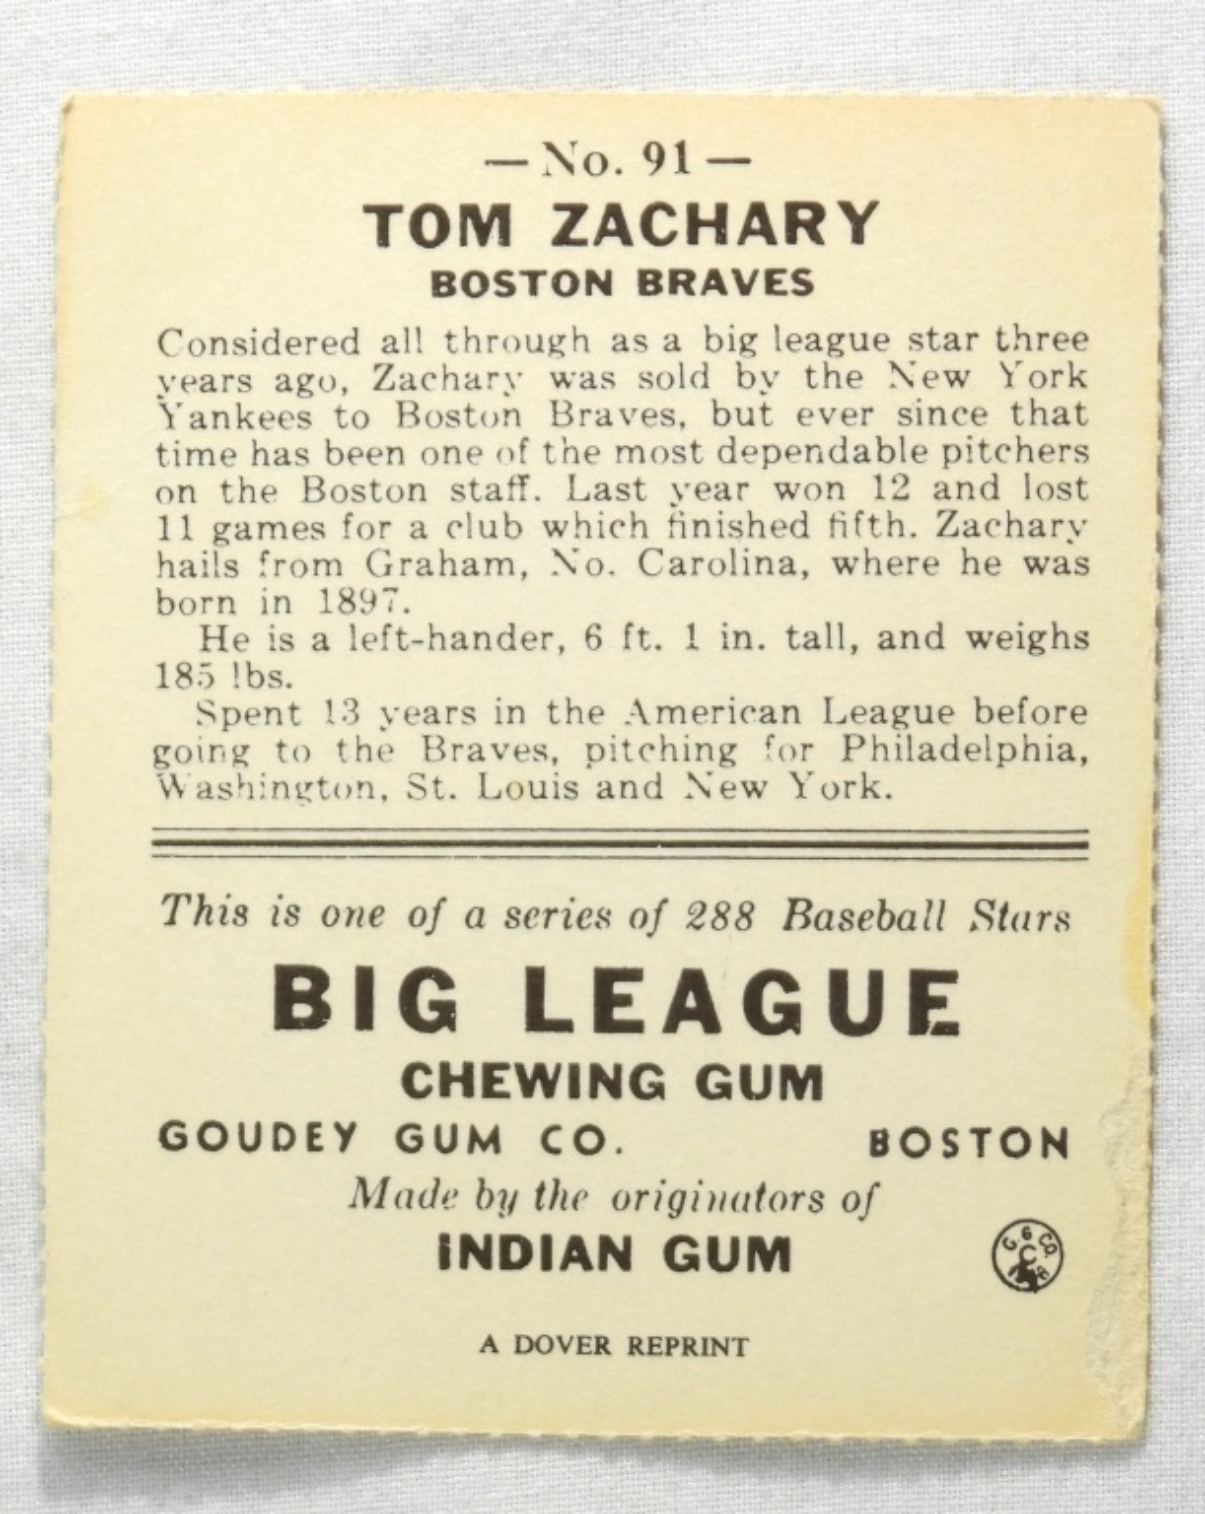 — No. 91 —
TOM ZACHARY
BOSTON BRAVES
Considered all through as a big league star three
years ago, Zachary was sold by the New York
Yankees to Boston Braves, but ever since that
time has been one of the most dependable pitchers
on the Boston staff. Last year won 12 and lost
11 games for a club which finished fifth. Zachary
hails from Graham, No. Carolina, where he was
born in 1897.
He is a left-hander, 6 ft. 1 in. tall, and weighs
185 lbs.
Spent 13 years in the American League before
going to the Braves, pitching for Philadelphia,
Washington, St. Louis and New York.
This is one of a series of 288 Baseball Stars
BIG LEAGUE
CHEWING GUM
GOUDEY GUM CO. BOSTON
Made by the originators of
INDIAN GUM
G. G. CO.
C
A DOVER REPRINT